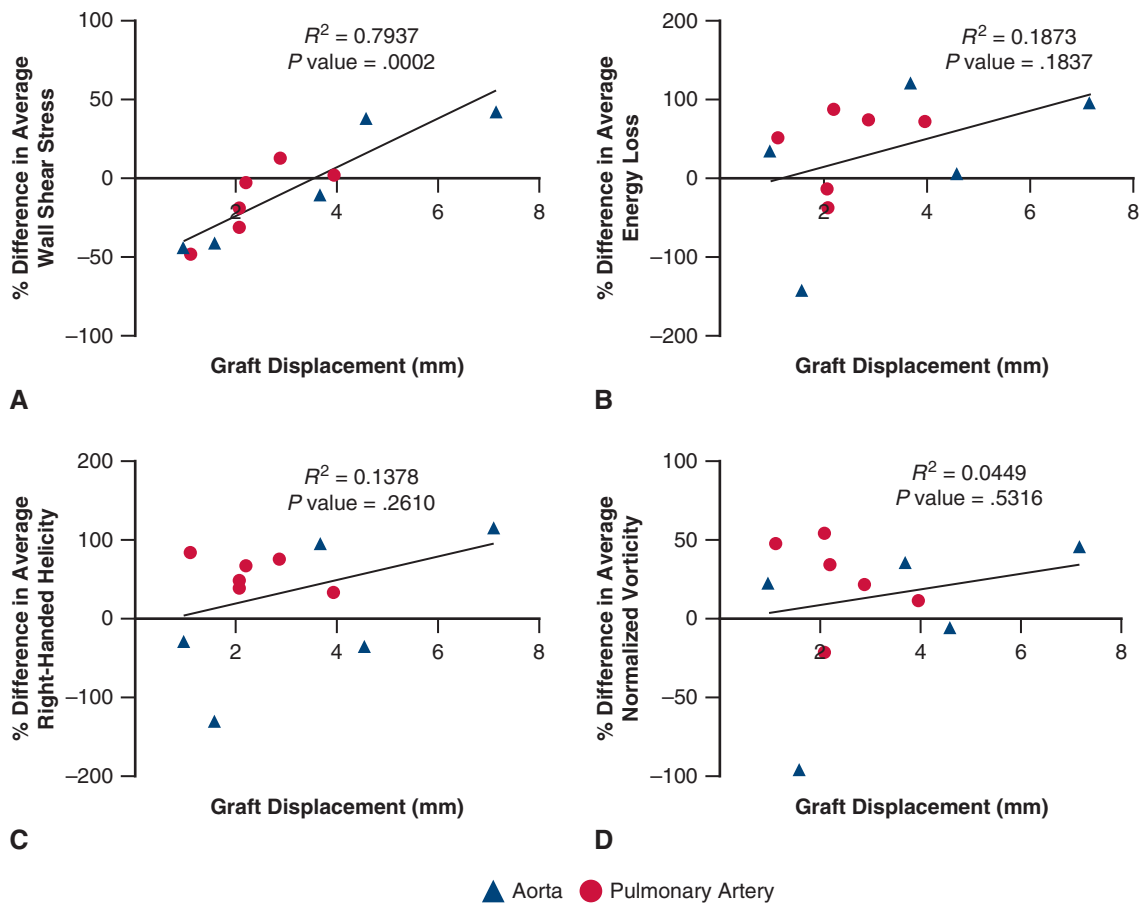 100%
R² = 0.7937
P value = .0002
50
0
−50
−100
2
4
6
8
% Difference in Average
Wall Shear Stress
Graft Displacement (mm)
A
200
R² = 0.1873
P value = .1837
100
0
−100
−200
2
4
6
8
% Difference in Average
Energy Loss
Graft Displacement (mm)
B
200
R² = 0.1378
P value = .2610
100
0
−100
−200
2
4
6
8
% Difference in Average
Right-Handed Helicity
Graft Displacement (mm)
C
100
R² = 0.0449
P value = .5316
50
0
−50
−100
2
4
6
8
% Difference in Average
Normalized Vorticity
Graft Displacement (mm)
D
Aorta Pulmonary Artery